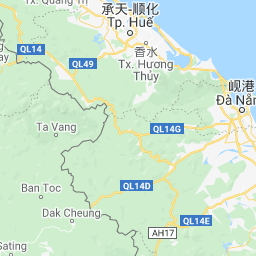 Tx. Quảng Trị
承天-顺化
Tp. Huế
QL14
香水
Tx. Hương
Thủy
QL49
岘港
Đà Nẵn
Ta Vang
QL14G
QL14D
Ban Toc
Dak Cheung
QL14E
AH17
Sating